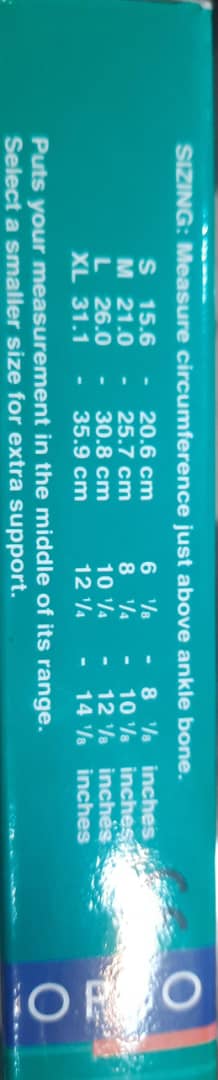 SIZING: Measure circumference just above ankle bone.
S 15.6 - 20.6 cm 6 1/8 - 8 1/8 inches
M 21.0 - 25.7 cm 8 1/4 - 10 1/8 inches
L 26.0 - 30.8 cm 10 1/4 - 12 1/8 inches
XL 31.1 - 35.9 cm 12 1/4 - 14 1/8 inches
Puts your measurement in the middle of its range.
Select a smaller size for extra support.